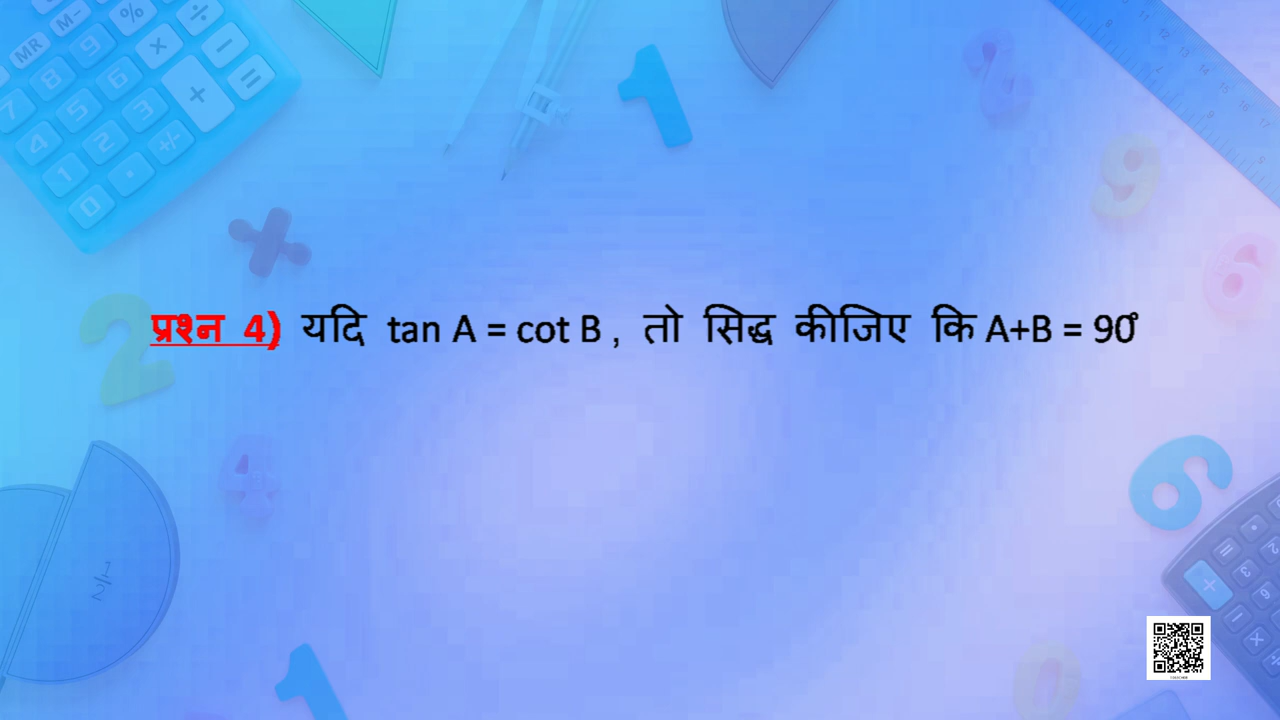 प्रश्न 4) यदि tan A = cot B , तो सिद्ध कीजिए कि A+B = 90°